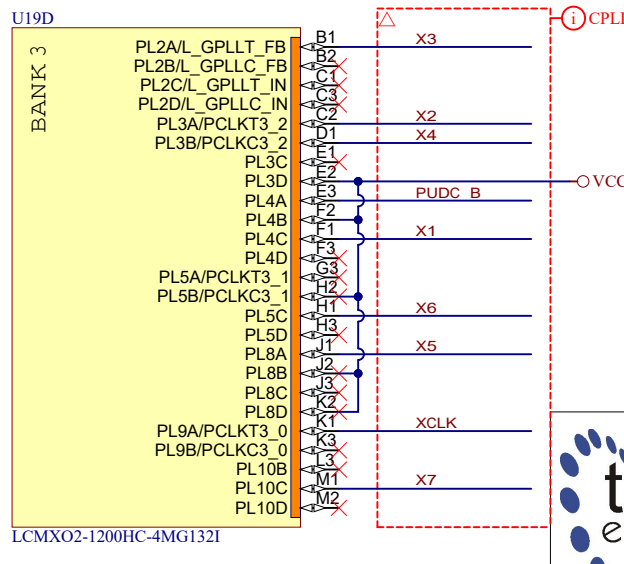 U19D
i CPLD
BANK 3
PL2A/L_GPLLT_FB B1 X3
PL2B/L_GPLLC_FB B2
PL2C/L_GPLLT_IN C1
PL2D/L_GPLLC_IN C3
PL3A/PCLKT3_2 C2 X2
PL3B/PCLKC3_2 D1 X4
PL3C E1
PL3D E2 VCC
PL4A E3 PUDC_B
PL4B F2
PL4C F1 X1
PL4D F3
PL5A/PCLKT3_1 G3
PL5B/PCLKC3_1 H2
PL5C H1 X6
PL5D H3
PL8A J1 X5
PL8B J2
PL8C J3
PL8D K2
PL9A/PCLKT3_0 K1 XCLK
PL9B/PCLKC3_0 K3
PL10B L3
PL10C M1 X7
PL10D M2
LCMXO2-1200HC-4MG132I
t
e